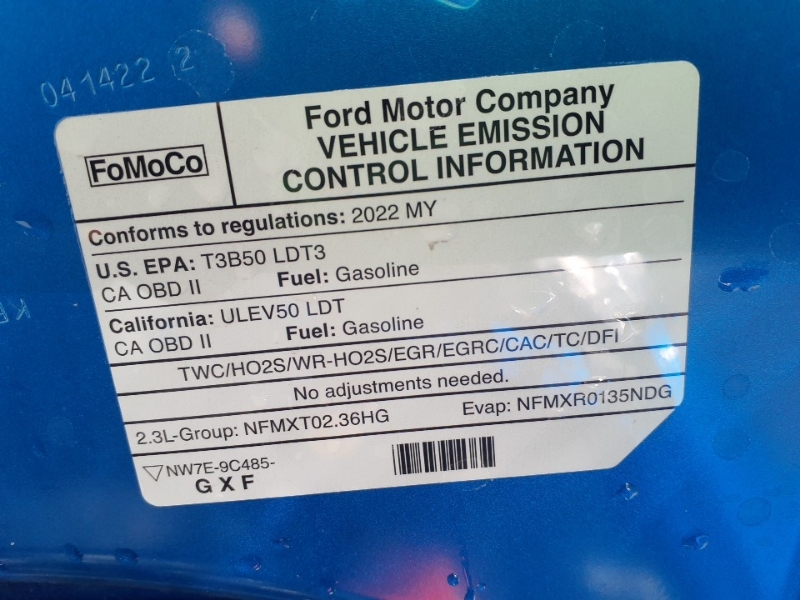 041422 2
FoMoCo
Ford Motor Company
VEHICLE EMISSION
CONTROL INFORMATION
Conforms to regulations: 2022 MY
U.S. EPA: T3B50 LDT3
CA OBD II Fuel: Gasoline
California: ULEV50 LDT
CA OBD II Fuel: Gasoline
TWC/HO2S/WR-HO2S/EGR/EGRC/CAC/TC/DFI
No adjustments needed.
2.3L-Group: NFMXT02.36HG Evap: NFMXR0135NDG
NW7E-9C485-
G X F